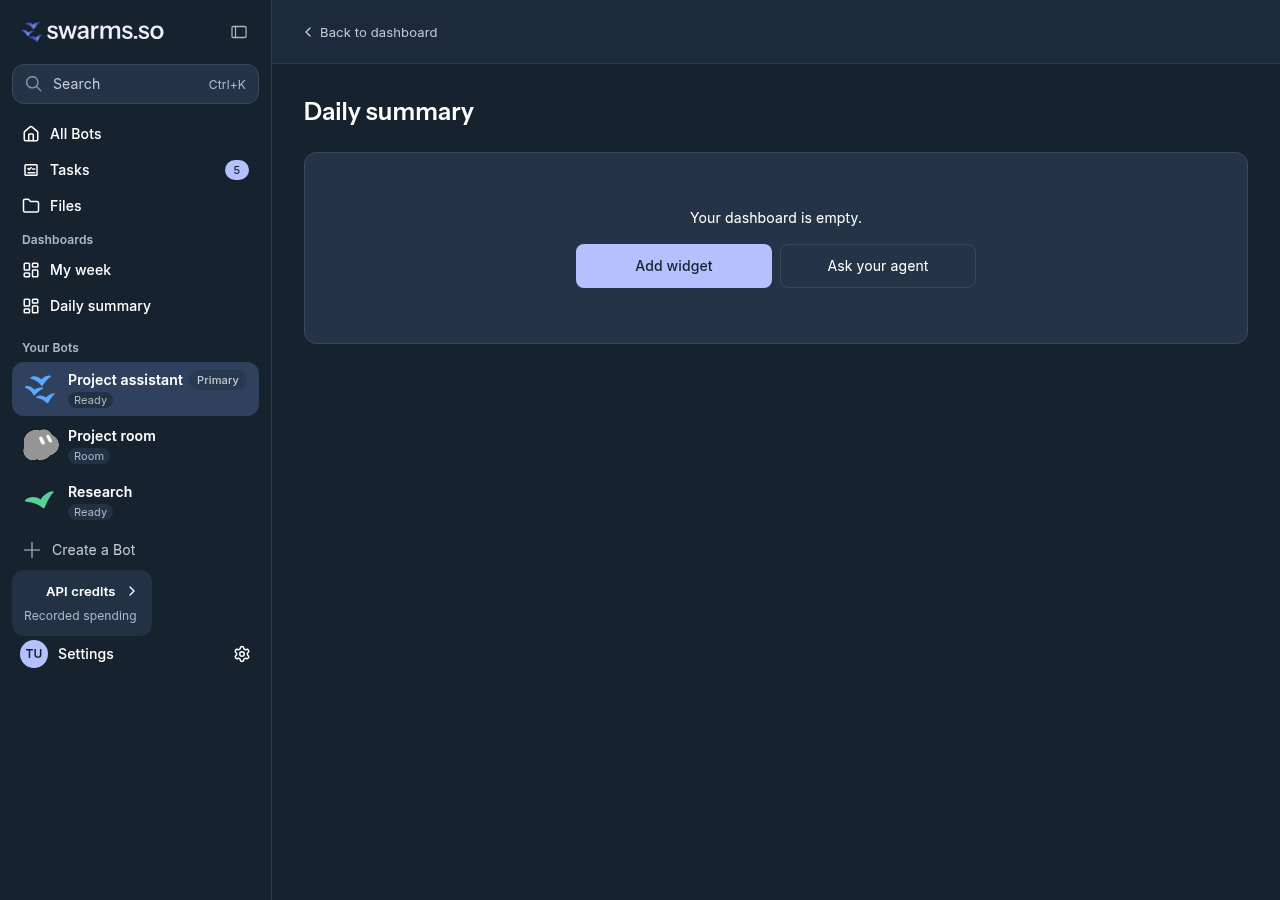 swarms.so
Search Ctrl+K
All Bots
Tasks 5
Files
Dashboards
My week
Daily summary
Your Bots
Project assistant Primary
Ready
Project room
Room
Research
Ready
Create a Bot
API credits
Recorded spending
TU Settings
Back to dashboard
Daily summary
Your dashboard is empty.
Add widget Ask your agent